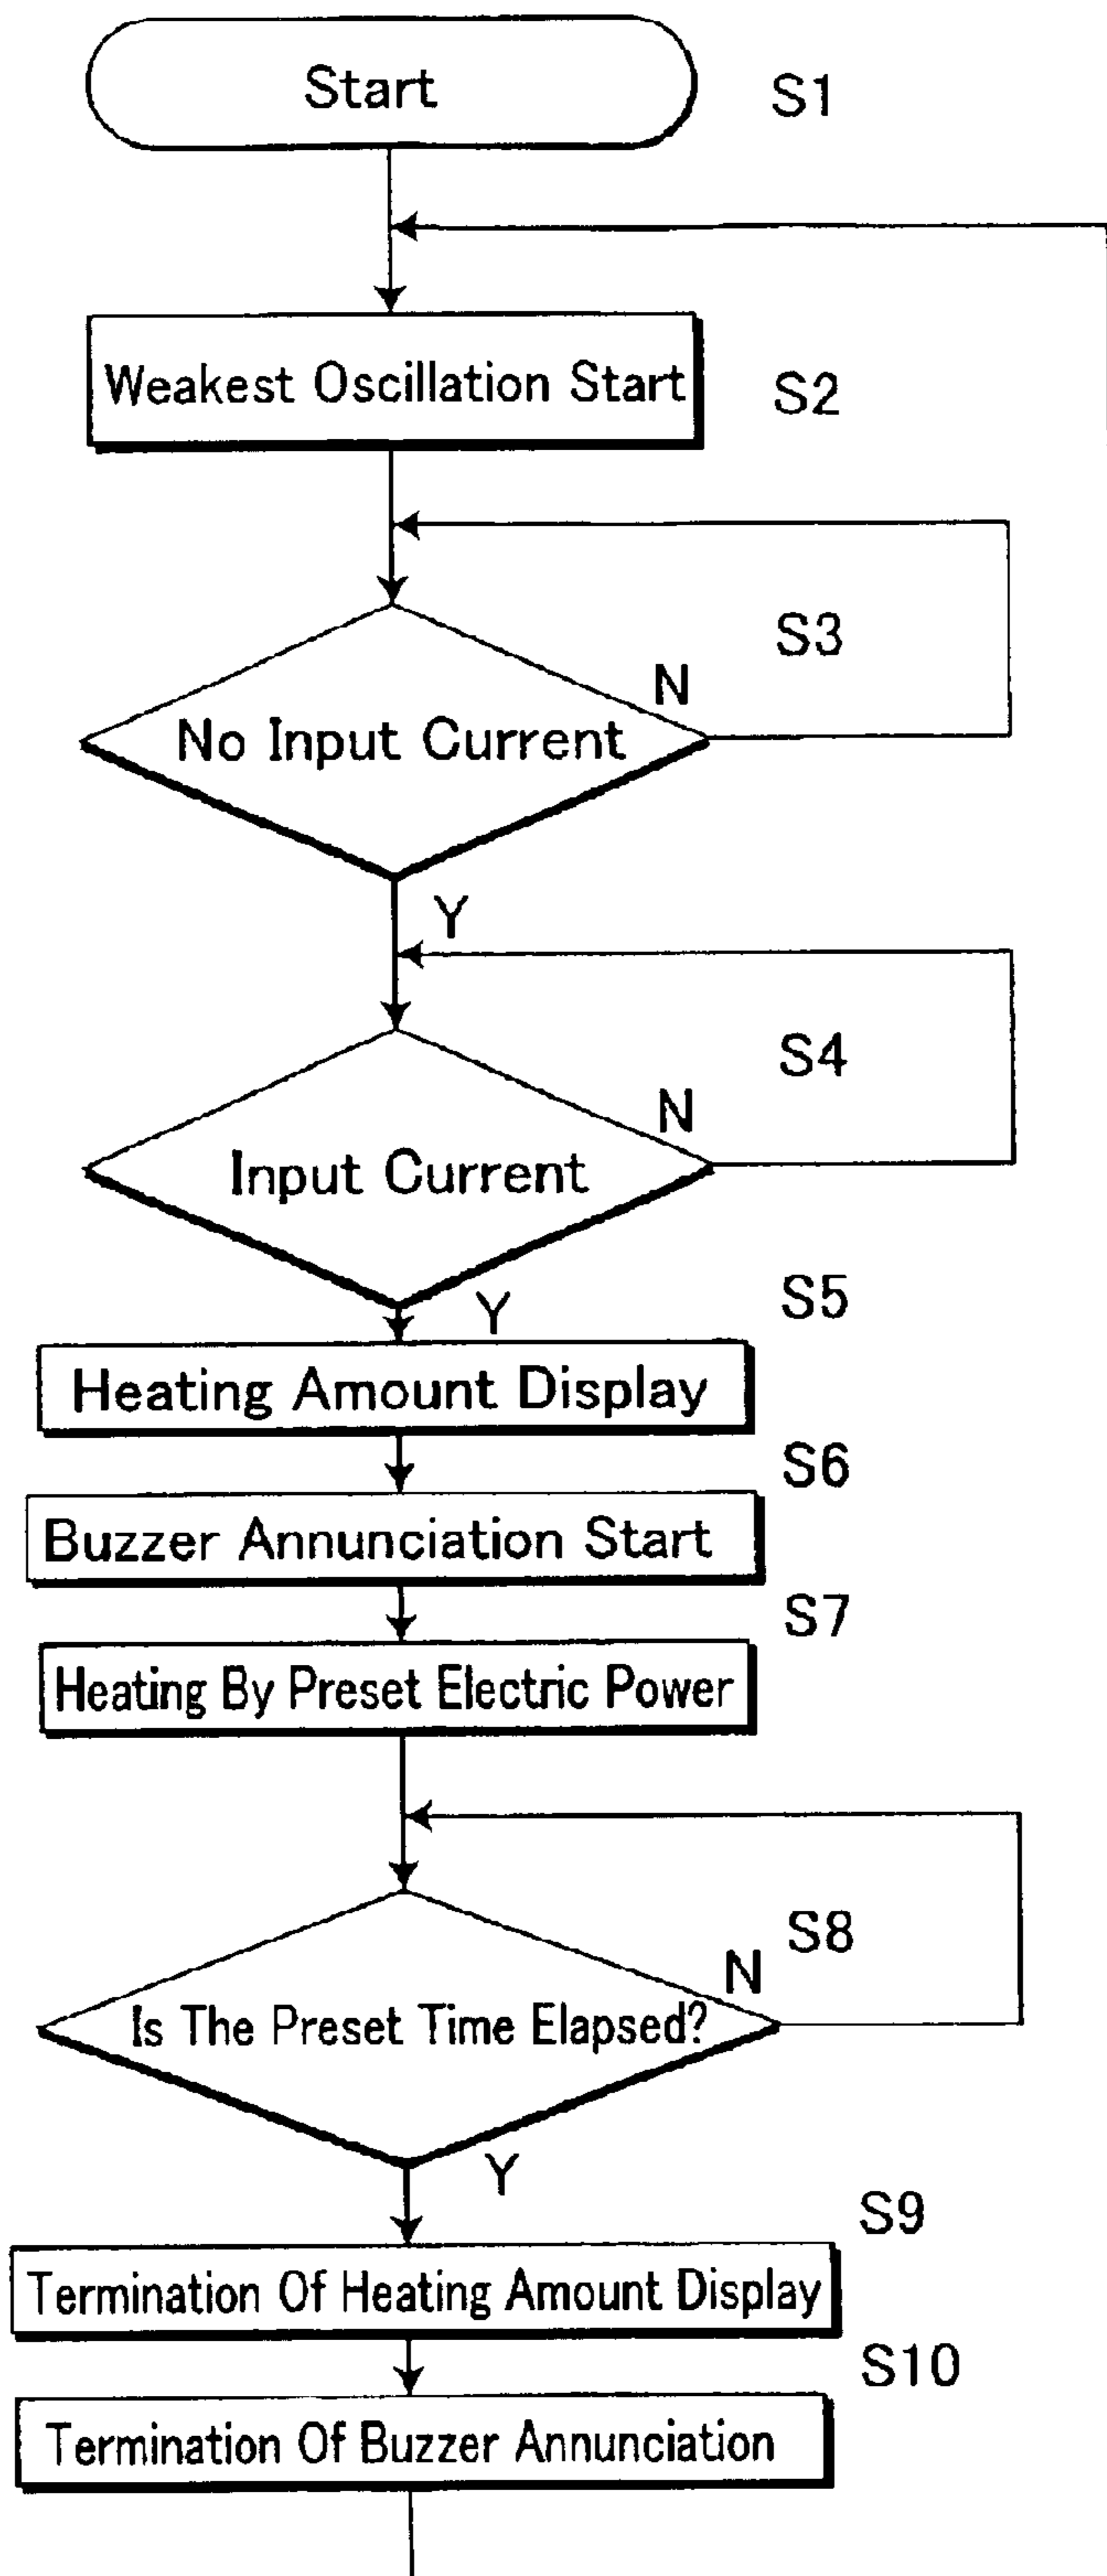 Start
S1
Weakest Oscillation Start
S2
S3
N
No Input Current
Y
S4
N
Input Current
S5
Y
Heating Amount Display
S6
Buzzer Annunciation Start
S7
Heating By Preset Electric Power
S8
N
Is The Preset Time Elapsed?
Y
S9
Termination Of Heating Amount Display
S10
Termination Of Buzzer Annunciation